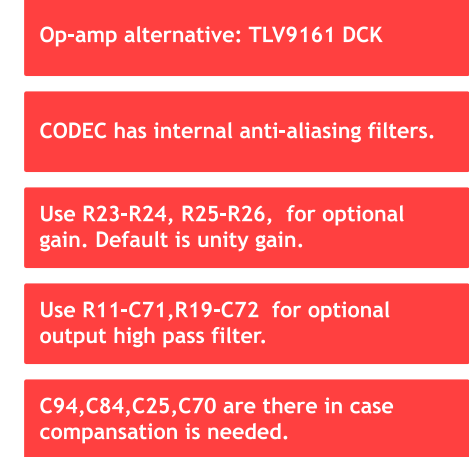 Op-amp alternative: TLV9161 DCK
CODEC has internal anti-aliasing filters.
Use R23-R24, R25-R26,  for optional
gain. Default is unity gain.
Use R11-C71,R19-C72  for optional
output high pass filter.
C94,C84,C25,C70 are there in case
compansation is needed.